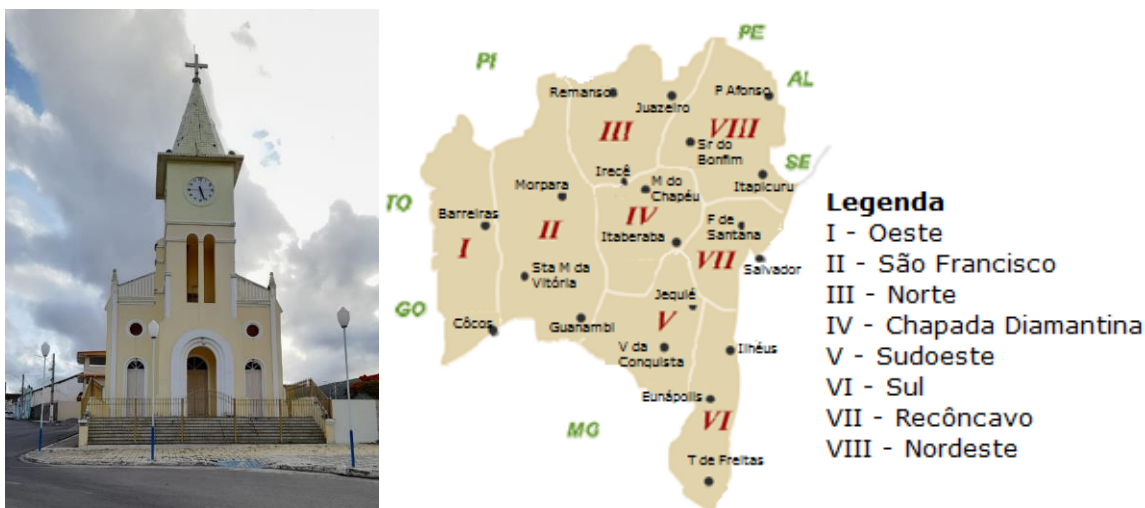 PE
PI
AL
Remanso
P Afonso
Juazeiro
III
VIII
Sr do
Bonfim
SE
Irecê
M do
Chapéu
Itapicuru
Morpara
TO
Barreiras
IV
F de
Santana
II
Itaberaba
I
VII
Salvador
Sta M da
Vitória
Jequié
GO
Côcos
Guanambi
V
V da
Conquista
Ilhéus
Eunápolis
VI
MG
T de Freitas
Legenda
I - Oeste
II - São Francisco
III - Norte
IV - Chapada Diamantina
V - Sudoeste
VI - Sul
VII - Recôncavo
VIII - Nordeste